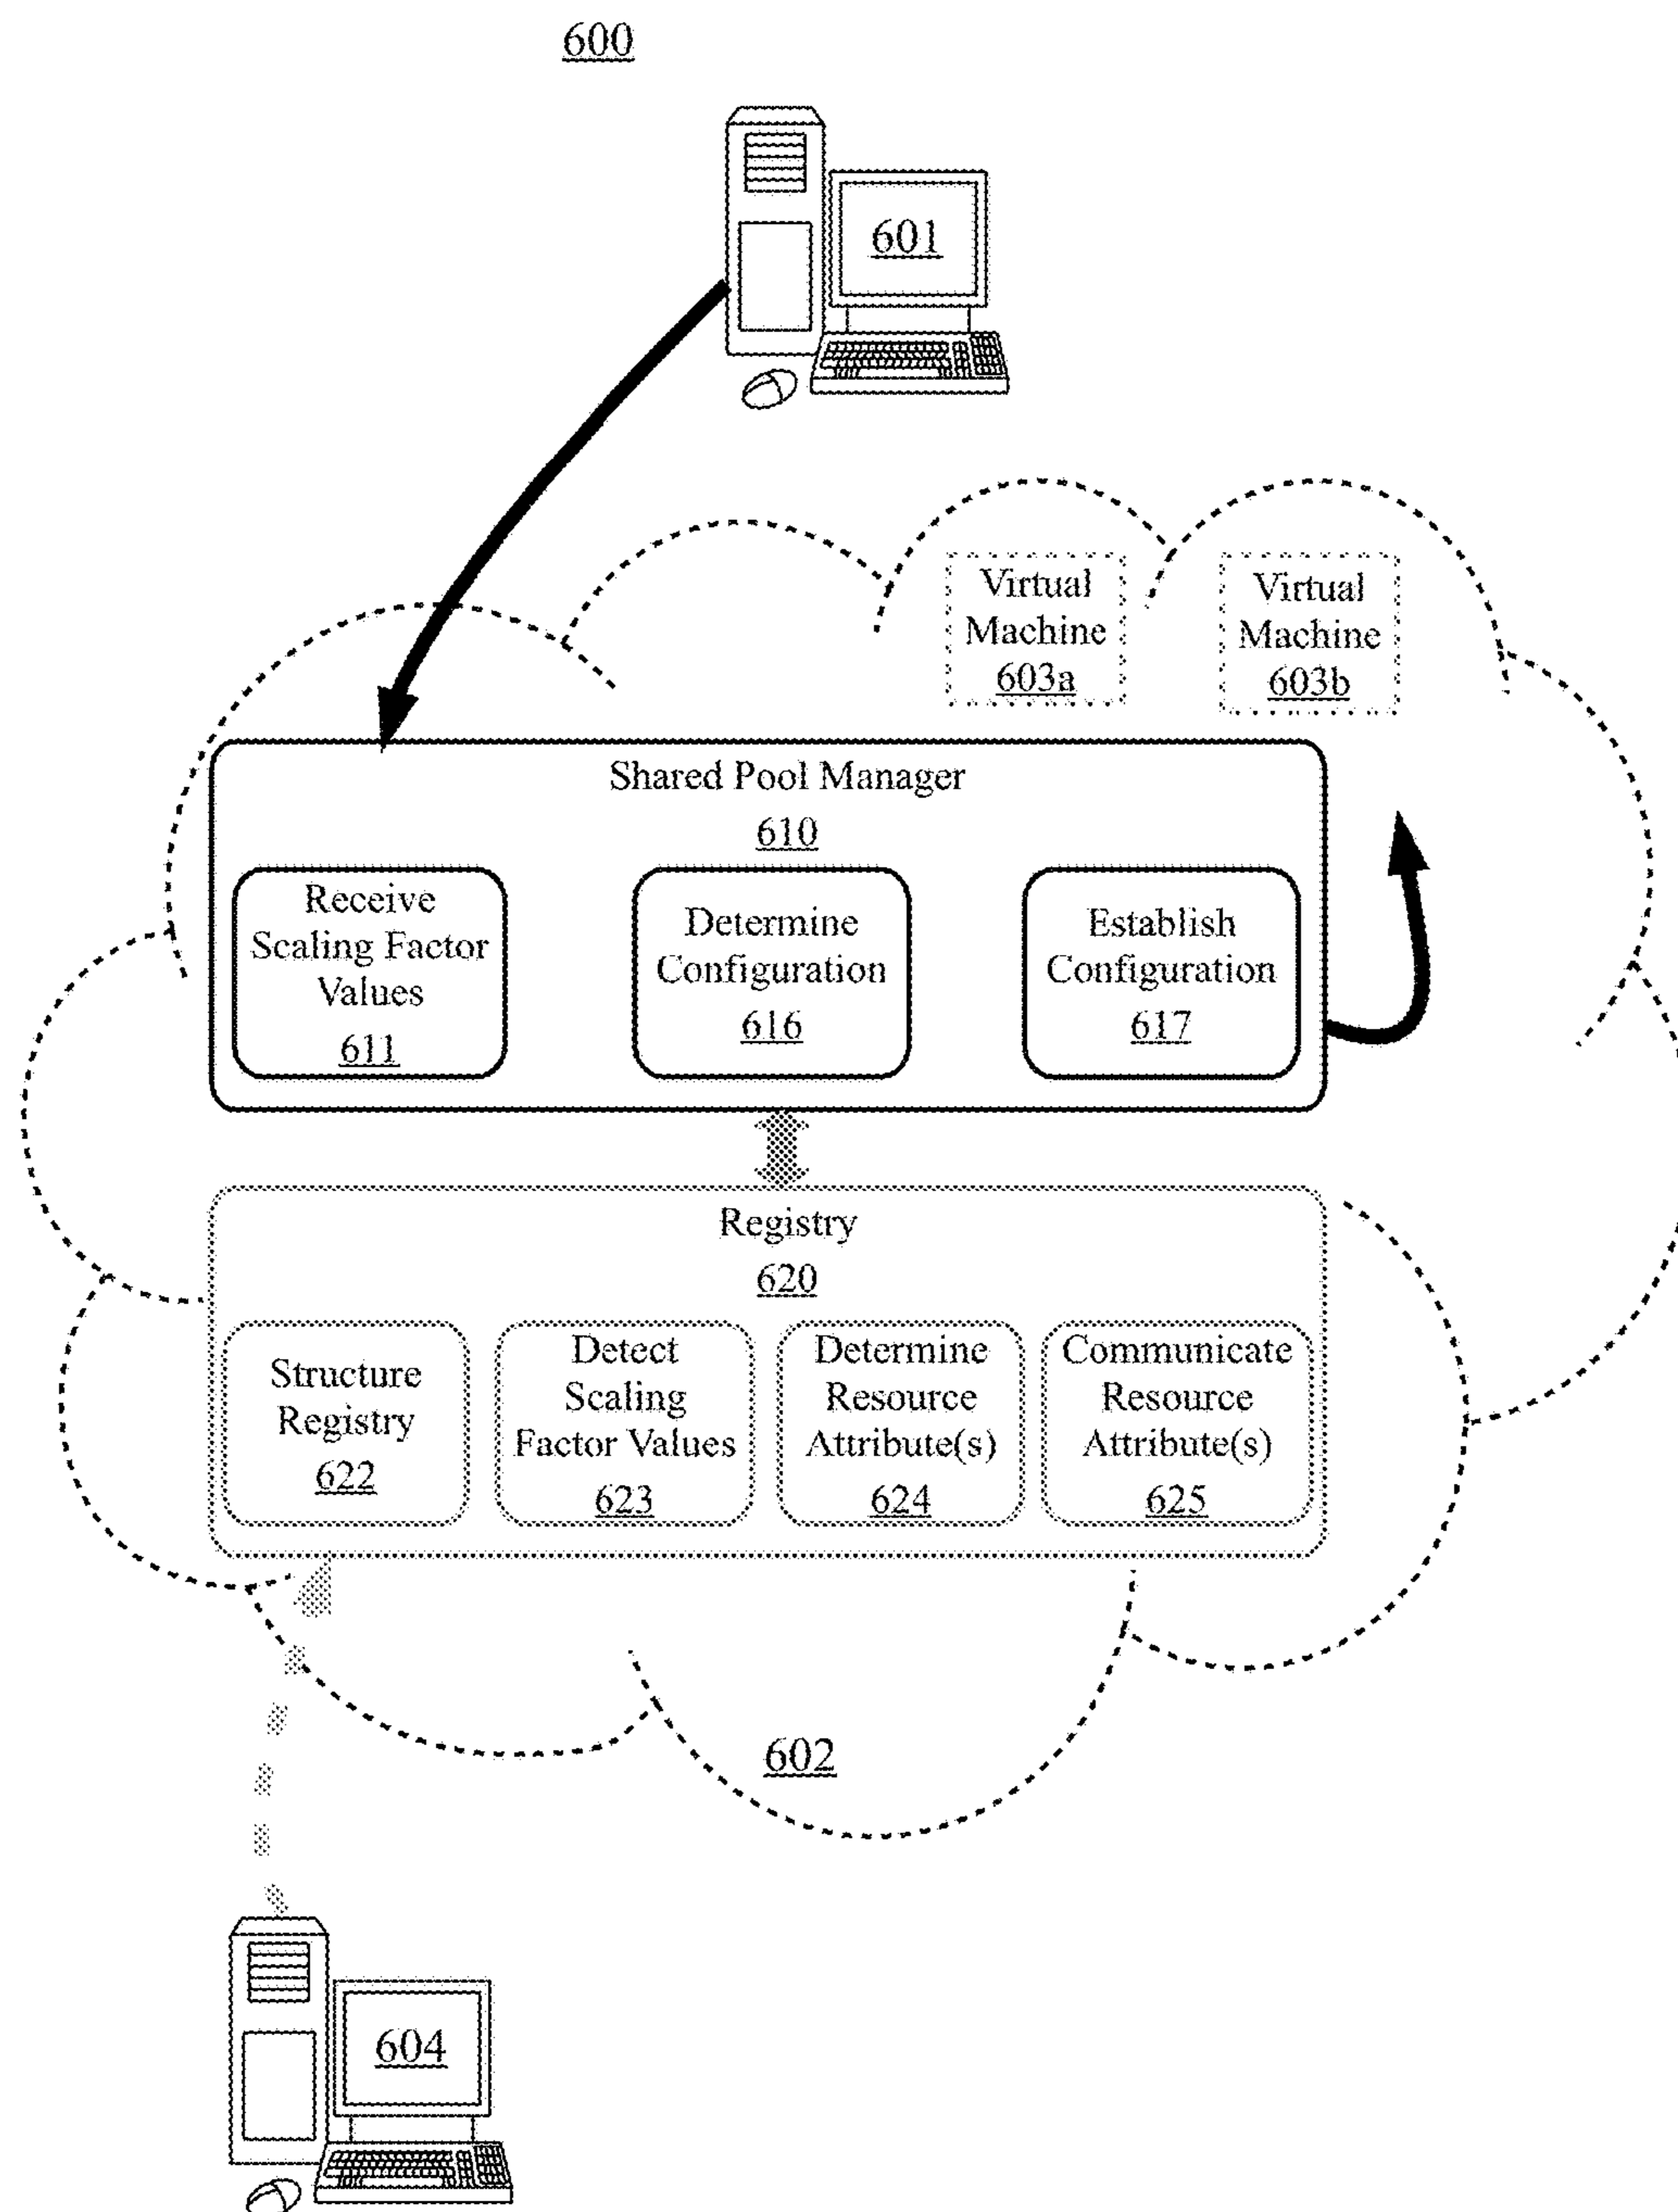 600
601
Virtual
Machine
603a
Virtual
Machine
603b
Shared Pool Manager
610
Receive
Scaling Factor
Values
611
Determine
Configuration
616
Establish
Configuration
617
Registry
620
Structure
Registry
622
Detect
Scaling
Factor Values
623
Determine
Resource
Attribute(s)
624
Communicate
Resource
Attribute(s)
625
602
604